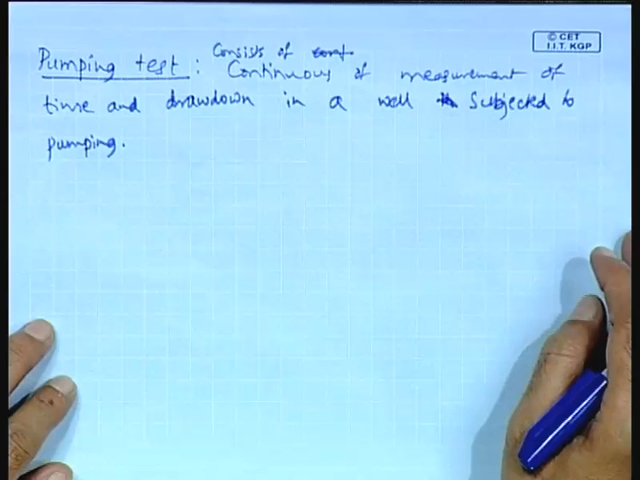 © CET
I.I.T. KGP
Consists of
Pumping test : Continuous of measurement of
time and drawdown in a well subjected to
pumping.